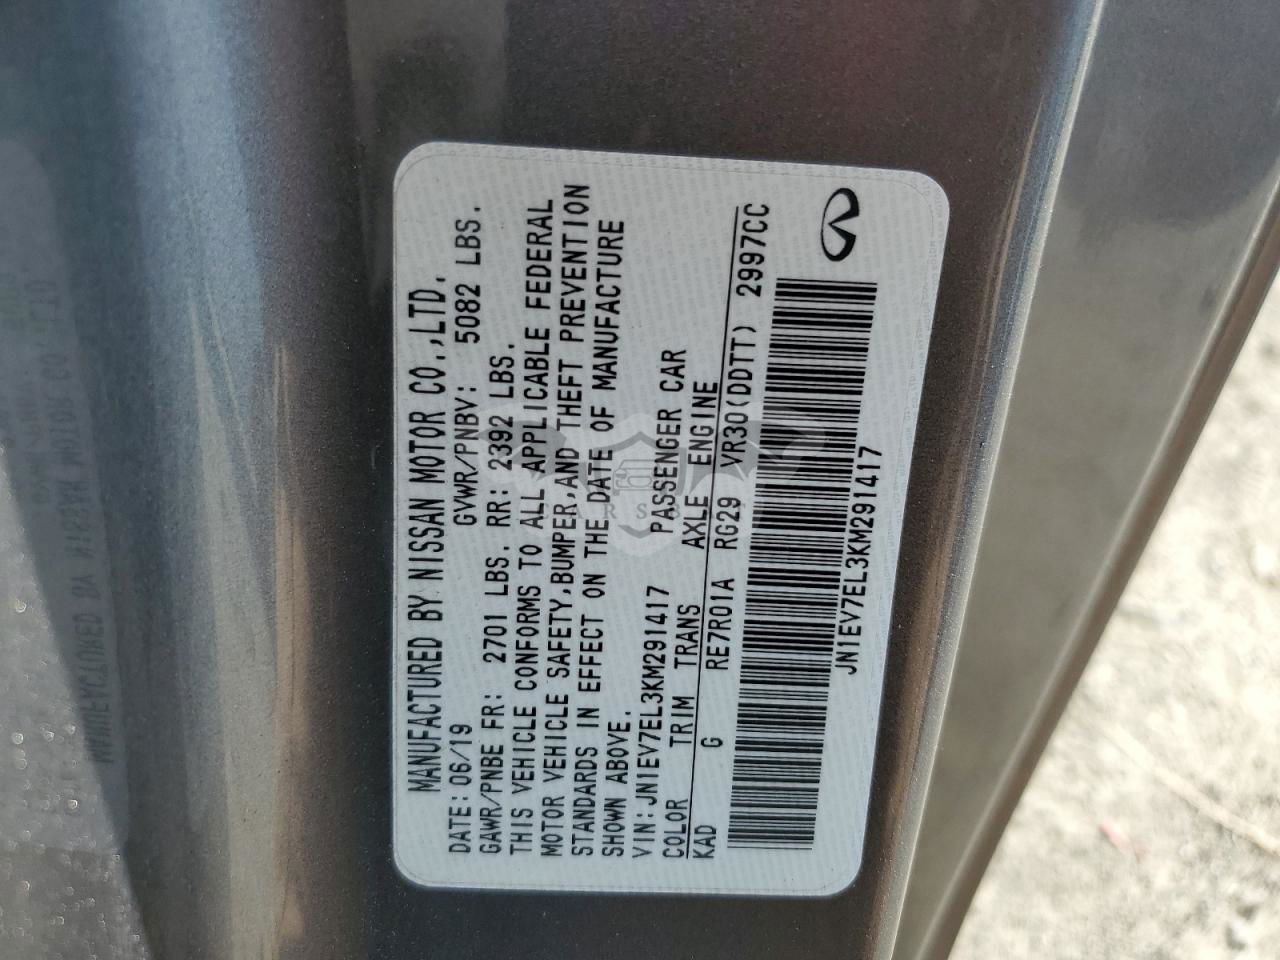 MANUFACTURED BY NISSAN MOTOR CO.,LTD.
DATE: 06/19 GVWR/PNBV: 5082 LBS.
GAWR/PNBE FR: 2701 LBS. RR: 2392 LBS.
THIS VEHICLE CONFORMS TO ALL APPLICABLE FEDERAL
MOTOR VEHICLE SAFETY,BUMPER,AND THEFT PREVENTION
STANDARDS IN EFFECT ON THE DATE OF MANUFACTURE
SHOWN ABOVE.
VIN:JN1EV7EL3KM291417 PASSENGER CAR
COLOR TRIM TRANS AXLE ENGINE
KAD G RE7R01A RG29 VR30(DDTT) 2997CC
JN1EV7EL3KM291417